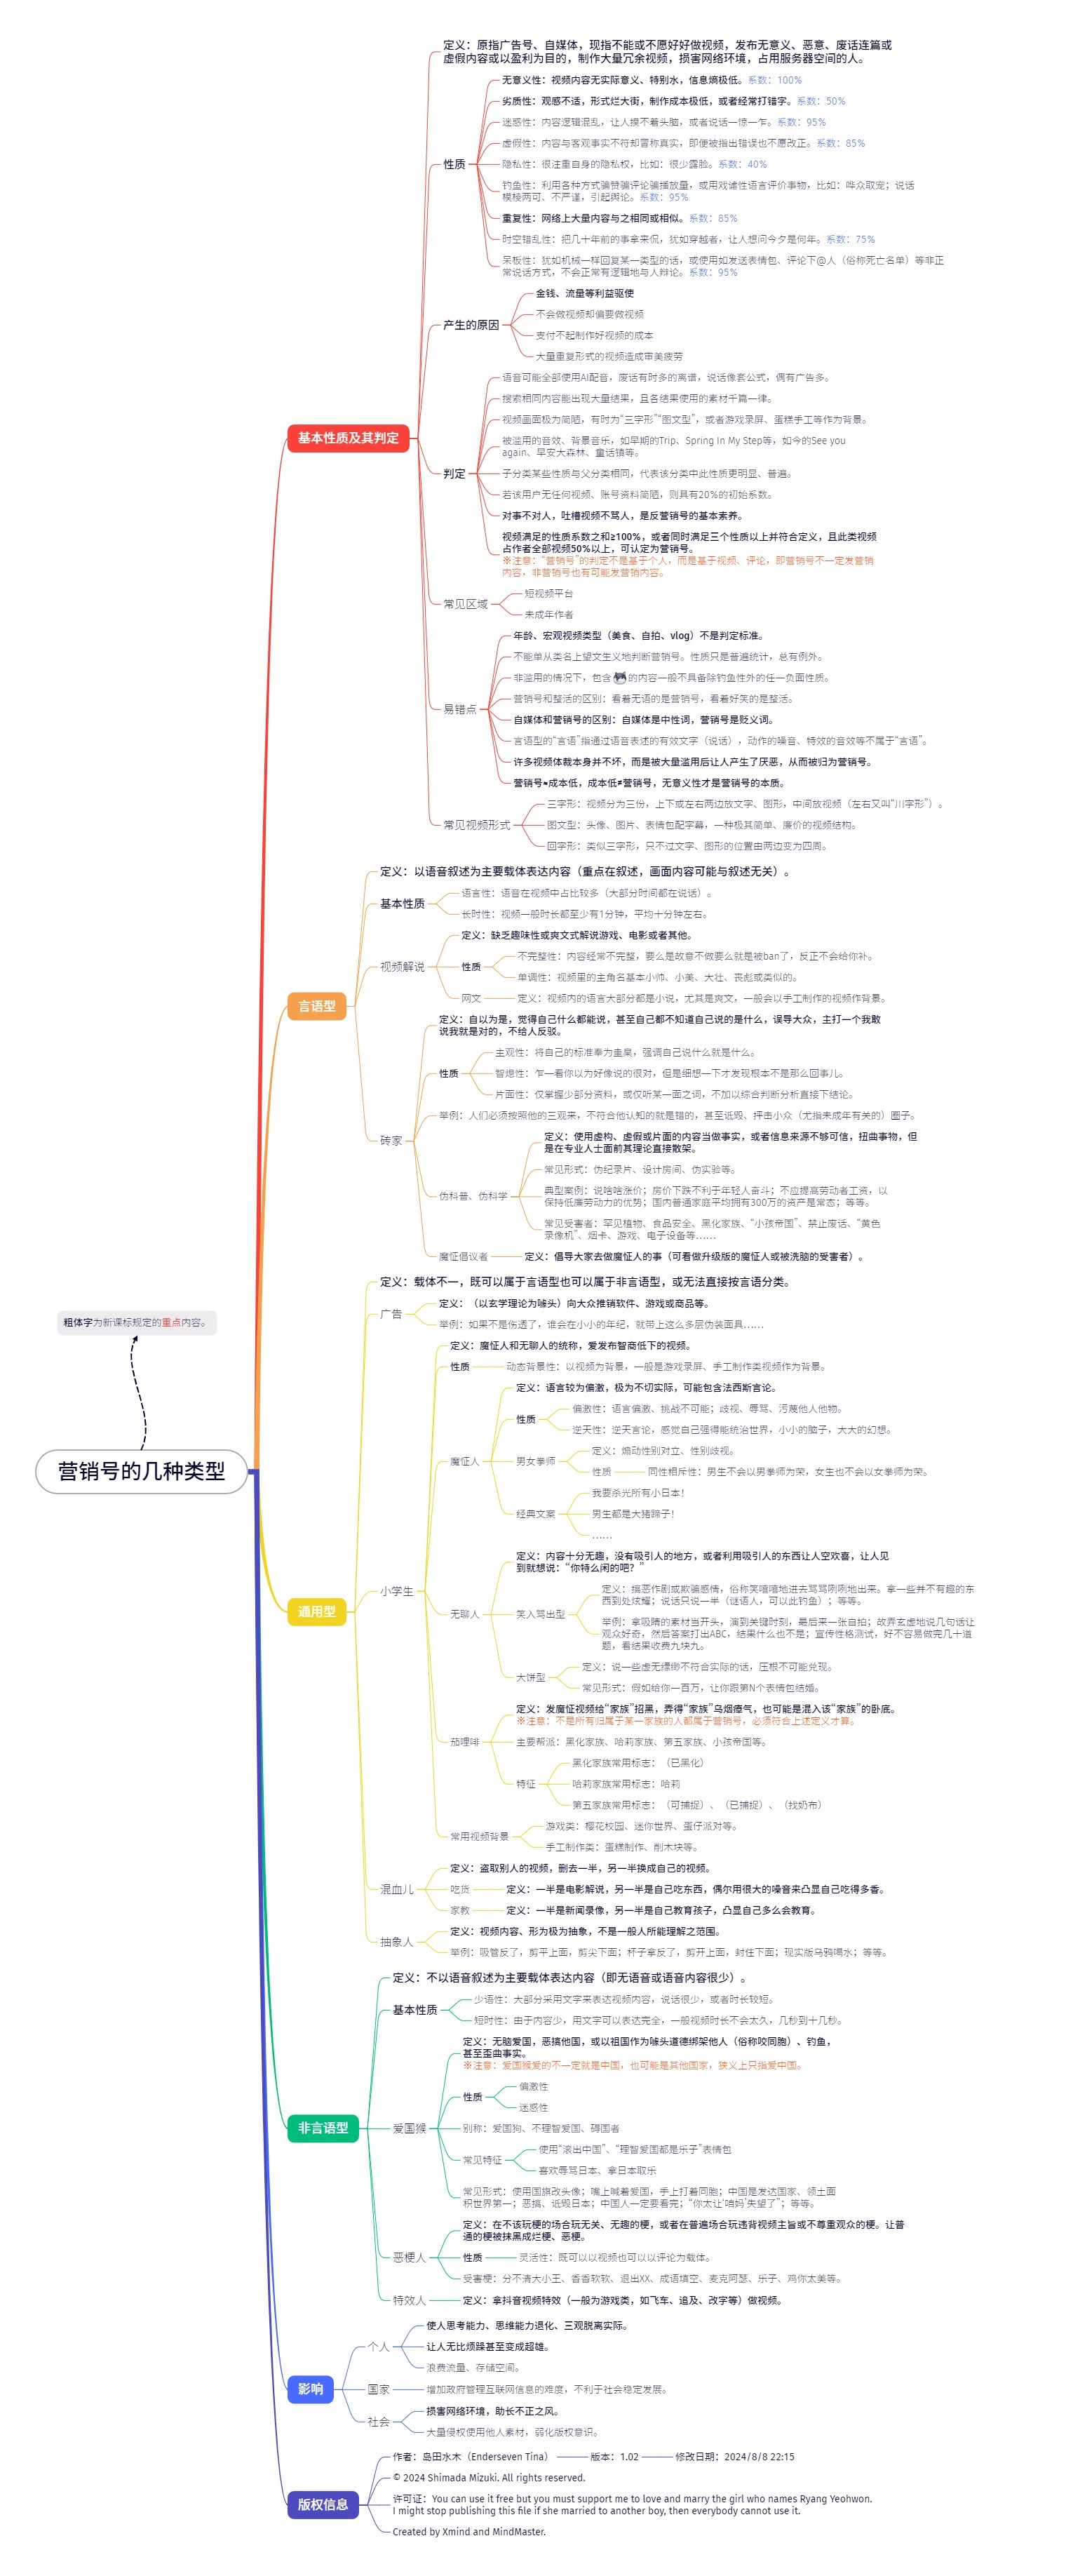 定义：原指广告号、自媒体，现指不能或不愿好好做视频，发布无意义、恶意、废话连篇或
虚假内容或以盈利为目的，制作大量冗余视频，损害网络环境，占用服务器空间的人。
无意义性：视频内容无实际意义、特别水，信息熵极低。系数：100%
劣质性：观感不适，形式烂大街，制作成本极低，或者经常打错字。系数：50%
迷惑性：内容逻辑混乱，让人摸不着头脑，或者说话一惊一乍。系数：95%
虚假性：内容与客观事实不符却冒称真实，即便被指出错误也不愿改正。系数：85%
性质
隐私性：很注重自身的隐私权，比如：很少露脸。系数：40%
钓鱼性：利用各种方式骗赞骗评论骗播放量，或用戏谑性语言评价事物，比如：哗众取宠；说话
模棱两可、不严谨，引起舆论。系数：95%
重复性：网络上大量内容与之相同或相似。系数：85%
时空错乱性：把几十年前的事拿来侃，犹如穿越者，让人想问今夕是何年。系数：75%
呆板性：犹如机械一样回复某一类型的话，或使用如发送表情包、评论下@人（俗称死亡名单）等非正
常说话方式，不会正常有逻辑地与人辩论。系数：95%
产生的原因
金钱、流量等利益驱使
不会做视频却偏要做视频
支付不起制作好视频的成本
大量重复形式的视频造成审美疲劳
基本性质及其判定
判定
语音可能全部使用AI配音，废话有时多的离谱，说话像套公式，偶有广告多。
搜索相同内容能出现大量结果，且各结果使用的素材千篇一律。
视频画面极为简陋，有时为“三字形”“图文型”，或者游戏录屏、蛋糕手工等作为背景。
被滥用的音效、背景音乐，如早期的Trip、Spring In My Step等，如今的See you
again、早安大森林、童话镇等。
子分类某些性质与父分类相同，代表该分类中此性质更明显、普遍。
若该用户无任何视频、账号资料简陋，则具有20%的初始系数。
对事不对人，吐槽视频不骂人，是反营销号的基本素养。
视频满足的性质系数之和≥100%，或者同时满足三个性质以上并符合定义，且此类视频
占作者全部视频50%以上，可认定为营销号。
※注意：“营销号”的判定不是基于个人，而是基于视频、评论，即营销号不一定发营销
内容，非营销号也有可能发营销内容。
常见区域
短视频平台
未成年作者
易错点
年龄、宏观视频类型（美食、自拍、vlog）不是判定标准。
不能单从类名上望文生义地判断营销号。性质只是普遍统计，总有例外。
非滥用的情况下，包含的内容一般不具备除钓鱼性外的任一负面性质。
营销号和整活的区别：看着无语的是营销号，看着好笑的是整活。
自媒体和营销号的区别：自媒体是中性词，营销号是贬义词。
言语型的“言语”指通过语音表述的有效文字（说话），动作的噪音、特效的音效等不属于“言语”。
许多视频体裁本身并不坏，而是被大量滥用后让人产生了厌恶，从而被归为营销号。
营销号≈成本低，成本低≠营销号，无意义性才是营销号的本质。
常见视频形式
三字形：视频分为三份，上下或左右两边放文字、图形，中间放视频（左右又叫“川字形”）。
图文型：头像、图片、表情包配字幕，一种极其简单、廉价的视频结构。
回字形：类似三字形，只不过文字、图形的位置由两边变为四周。
言语型
定义：以语音叙述为主要载体表达内容（重点在叙述，画面内容可能与叙述无关）。
基本性质
语言性：语音在视频中占比较多（大部分时间都在说话）。
长时性：视频一般时长都至少有1分钟，平均十分钟左右。
视频解说
定义：缺乏趣味性或爽文式解说游戏、电影或者其他。
性质
不完整性：内容经常不完整，要么是故意不做要么就是被ban了，反正不会给你补。
单调性：视频里的主角名基本小帅、小美、大壮、丧彪或类似的。
网文
定义：视频内的语言大部分都是小说，尤其是爽文，一般会以手工制作的视频作背景。
砖家
定义：自以为是，觉得自己什么都能说，甚至自己都不知道自己说的是什么，误导大众，主打一个我敢
说我就是对的，不给人反驳。
性质
主观性：将自己的标准奉为圭臬，强调自己说什么就是什么。
智熄性：乍一看你以为好像说的很对，但是细想一下才发现根本不是那么回事儿。
片面性：仅掌握少部分资料，或仅听某一面之词，不加以综合判断分析直接下结论。
举例：人们必须按照他的三观来，不符合他认知的就是错的，甚至诋毁、抨击小众（尤指未成年有关的）圈子。
伪科普、伪科学
定义：使用虚构、虚假或片面的内容当做事实，或者信息来源不够可信，扭曲事物，但
是在专业人士面前其理论直接散架。
常见形式：伪纪录片、设计房间、伪实验等。
典型案例：说啥啥涨价；房价下跌不利于年轻人奋斗；不应提高劳动者工资，以
保持低廉劳动力的优势；国内普通家庭平均拥有300万的资产是常态；等等。
常见受害者：罕见植物、食品安全、黑化家族、“小孩帝国”、禁止废话、“黄色
录像机”、烟卡、游戏、电子设备等……
魔怔倡议者
定义：倡导大家去做魔怔人的事（可看做升级版的魔怔人或被洗脑的受害者）。
粗体字为新课标规定的重点内容。
营销号的几种类型
通用型
定义：载体不一，既可以属于言语型也可以属于非言语型，或无法直接按言语分类。
广告
定义：（以玄学理论为噱头）向大众推销软件、游戏或商品等。
举例：如果不是伤透了，谁会在小小的年纪，就带上这么多层伪装面具……
小学生
定义：魔怔人和无聊人的统称，爱发布智商低下的视频。
性质
动态背景性：以视频为背景，一般是游戏录屏、手工制作类视频作为背景。
魔怔人
定义：语言较为偏激，极为不切实际，可能包含法西斯言论。
性质
偏激性：语言偏激、挑战不可能；歧视、辱骂、污蔑他人他物。
逆天性：逆天言论，感觉自己强得能统治世界，小小的脑子，大大的幻想。
男女拳师
定义：煽动性别对立、性别歧视。
性质
同性相斥性：男生不会以男拳师为荣，女生也不会以女拳师为荣。
经典文案
我要杀光所有小日本！
男生都是大猪蹄子！
……
无聊人
定义：内容十分无趣，没有吸引人的地方，或者利用吸引人的东西让人空欢喜，让人见
到就想说：“你特么闲的吧？”
笑入骂出型
定义：搞恶作剧或欺骗感情，俗称笑嘻嘻地进去骂骂咧咧地出来。拿一些并不有趣的东
西到处炫耀；说话只说一半（谜语人，可以此钓鱼）；等等。
举例：拿吸睛的素材当开头，演到关键时刻，最后来一张自拍；故弄玄虚地说几句话让
观众好奇，然后答案打出ABC，结果什么也不是；宣传性格测试，好不容易做完几十道
题，看结果收费九块九。
大饼型
定义：说一些虚无缥缈不符合实际的话，压根不可能兑现。
常见形式：假如给你一百万，让你跟第N个表情包结婚。
茄哩啡
定义：发魔怔视频给“家族”招黑，弄得“家族”乌烟瘴气，也可能是混入该“家族”的卧底。
※注意：不是所有归属于某一家族的人都属于营销号，必须符合上述定义才算。
主要帮派：黑化家族、哈莉家族、第五家族、小孩帝国等。
特征
黑化家族常用标志：（已黑化）
哈莉家族常用标志：哈莉
第五家族常用标志：（可捕捉）、（已捕捉）、（找奶布）
常用视频背景
游戏类：樱花校园、迷你世界、蛋仔派对等。
手工制作类：蛋糕制作、削木块等。
混血儿
定义：盗取别人的视频，删去一半，另一半换成自己的视频。
吃货
定义：一半是电影解说，另一半是自己吃东西，偶尔用很大的噪音来凸显自己吃得多香。
家教
定义：一半是新闻录像，另一半是自己教育孩子，凸显自己多么会教育。
抽象人
定义：视频内容、形为极为抽象，不是一般人所能理解之范围。
举例：吸管反了，剪平上面，剪尖下面；杯子拿反了，剪开上面，封住下面；现实版乌鸦喝水；等等。
非言语型
定义：不以语音叙述为主要载体表达内容（即无语音或语音内容很少）。
基本性质
少语性：大部分采用文字来表达视频内容，说话很少，或者时长较短。
短时性：由于内容少，用文字可以表达完全，一般视频时长不会太久，几秒到十几秒。
爱国猴
定义：无脑爱国，恶搞他国，或以祖国作为噱头道德绑架他人（俗称咬同胞）、钓鱼，
甚至歪曲事实。
※注意：爱国猴爱的不一定就是中国，也可能是其他国家，狭义上只指爱中国。
性质
偏激性
迷惑性
别称：爱国狗、不理智爱国、碍国者
常见特征
使用“滚出中国”、“理智爱国都是乐子”表情包
喜欢辱骂日本、拿日本取乐
常见形式：使用国旗改头像；嘴上喊着爱国，手上打着同胞；中国是发达国家、领土面
积世界第一；恶搞、诋毁日本；中国人一定要看完；“你太让‘咱妈’失望了”；等等。
恶梗人
定义：在不该玩梗的场合玩无关、无趣的梗，或者在普遍场合玩违背视频主旨或不尊重观众的梗。让普
通的梗被抹黑成烂梗、恶梗。
性质
灵活性：既可以以视频也可以以评论为载体。
受害梗：分不清大小王、香香软软、退出XX、成语填空、麦克阿瑟、乐子、鸡你太美等。
特效人
定义：拿抖音视频特效（一般为游戏类，如飞车、追及、改字等）做视频。
影响
个人
使人思考能力、思维能力退化、三观脱离实际。
让人无比烦躁甚至变成超雄。
浪费流量、存储空间。
国家
增加政府管理互联网信息的难度，不利于社会稳定发展。
社会
损害网络环境，助长不正之风。
大量侵权使用他人素材，弱化版权意识。
版权信息
作者：岛田水木（Enderseven Tina）
版本：1.02
修改日期：2024/8/8 22:15
© 2024 Shimada Mizuki. All rights reserved.
许可证：You can use it free but you must support me to love and marry the girl who names Ryang Yeohwon.
I might stop publishing this file if she married to another boy, then everybody cannot use it.
Created by Xmind and MindMaster.